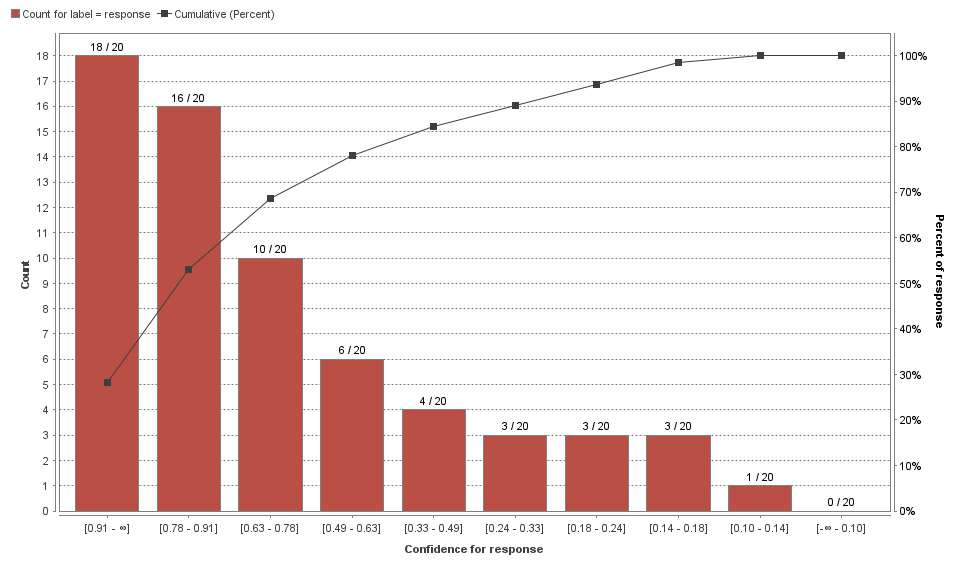 Count for label = response Cumulative (Percent)
18 / 20
16 / 20
10 / 20
6 / 20
4 / 20
3 / 20
3 / 20
3 / 20
1 / 20
0 / 20
18
17
16
15
14
13
12
11
10
9
8
7
6
5
4
3
2
1
0
Count
100%
90%
80%
70%
60%
50%
40%
30%
20%
10%
0%
Percent of response
[0.91 - ∞] [0.78 - 0.91] [0.63 - 0.78] [0.49 - 0.63] [0.33 - 0.49] [0.24 - 0.33] [0.18 - 0.24] [0.14 - 0.18] [0.10 - 0.14] [-∞ - 0.10]
Confidence for response